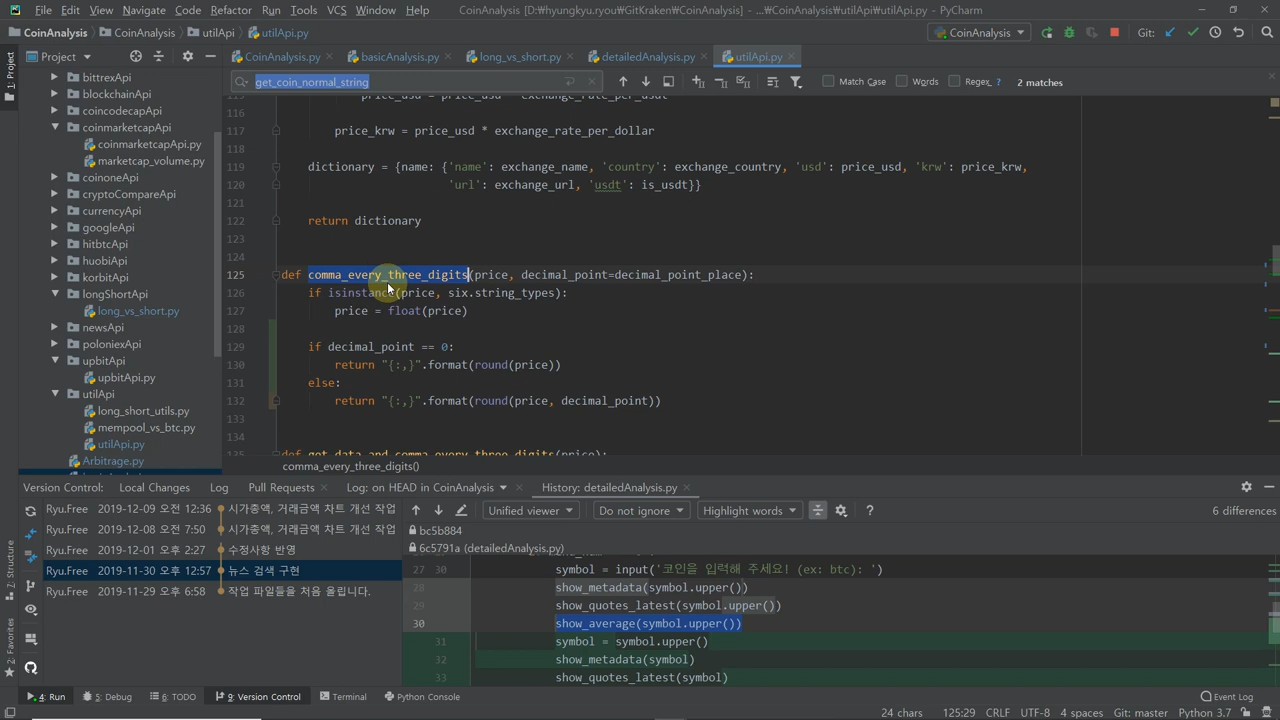 File Edit View Navigate Code Refactor Run Tools VCS Window Help CoinAnalysis [D:₩hyungkyu.ryou₩GitKraken₩CoinAnalysis] - ...₩CoinAnalysis₩utilApi₩utilApi.py - PyCharm
CoinAnalysis CoinAnalysis utilApi utilApi.py CoinAnalysis Git:
Project CoinAnalysis.py basicAnalysis.py long_vs_short.py detailedAnalysis.py utilApi.py
get_coin_normal_string Match Case Words Regex ? 2 matches
1: Project
bittrexApi
blockchainApi
coincodecapApi
coinmarketcapApi
coinmarketcapApi.py
marketcap_volume.py
coinoneApi
cryptoCompareApi
currencyApi
googleApi
hitbtcApi
huobiApi
korbitApi
longShortApi
long_vs_short.py
newsApi
poloniexApi
upbitApi
upbitApi.py
utilApi
long_short_utils.py
mempool_vs_btc.py
utilApi.py
Arbitrage.py
115 price_usd = price_usd * exchange_rate_per_usdt
116
117 price_krw = price_usd * exchange_rate_per_dollar
118
119 dictionary = {name: {'name': exchange_name, 'country': exchange_country, 'usd': price_usd, 'krw': price_krw,
120 'url': exchange_url, 'usdt': is_usdt}}
121
122 return dictionary
123
124
125 def comma_every_three_digits(price, decimal_point=decimal_point_place):
126 if isinstance(price, six.string_types):
127 price = float(price)
128
129 if decimal_point == 0:
130 return "{:,}".format(round(price))
131 else:
132 return "{:,}".format(round(price, decimal_point))
133
134
135 def get_data_and_comma_every_three_digits(price):
comma_every_three_digits()
Version Control: Local Changes Log Pull Requests Log: on HEAD in CoinAnalysis History: detailedAnalysis.py
Ryu.Free 2019-12-09 오전 12:36 시가총액, 거래금액 차트 개선 작업
Ryu.Free 2019-12-08 오전 7:50 시가총액, 거래금액 차트 개선 작업
Ryu.Free 2019-12-01 오후 2:27 수정사항 반영
Ryu.Free 2019-11-30 오후 12:57 뉴스 검색 구현
Ryu.Free 2019-11-29 오후 6:58 작업 파일들을 처음 올립니다.
Unified viewer Do not ignore Highlight words ? 6 differences
bc5b884
6c5791a (detailedAnalysis.py)
27 30 symbol = input('코인을 입력해 주세요! (ex: btc): ')
28 show_metadata(symbol.upper())
29 show_quotes_latest(symbol.upper())
30 show_average(symbol.upper())
31 symbol = symbol.upper()
32 show_metadata(symbol)
33 show_quotes_latest(symbol)
Z: Structure
2: Favorites
4: Run 5: Debug 6: TODO 9: Version Control Terminal Python Console Event Log
24 chars 125:29 CRLF UTF-8 4 spaces Git: master Python 3.7